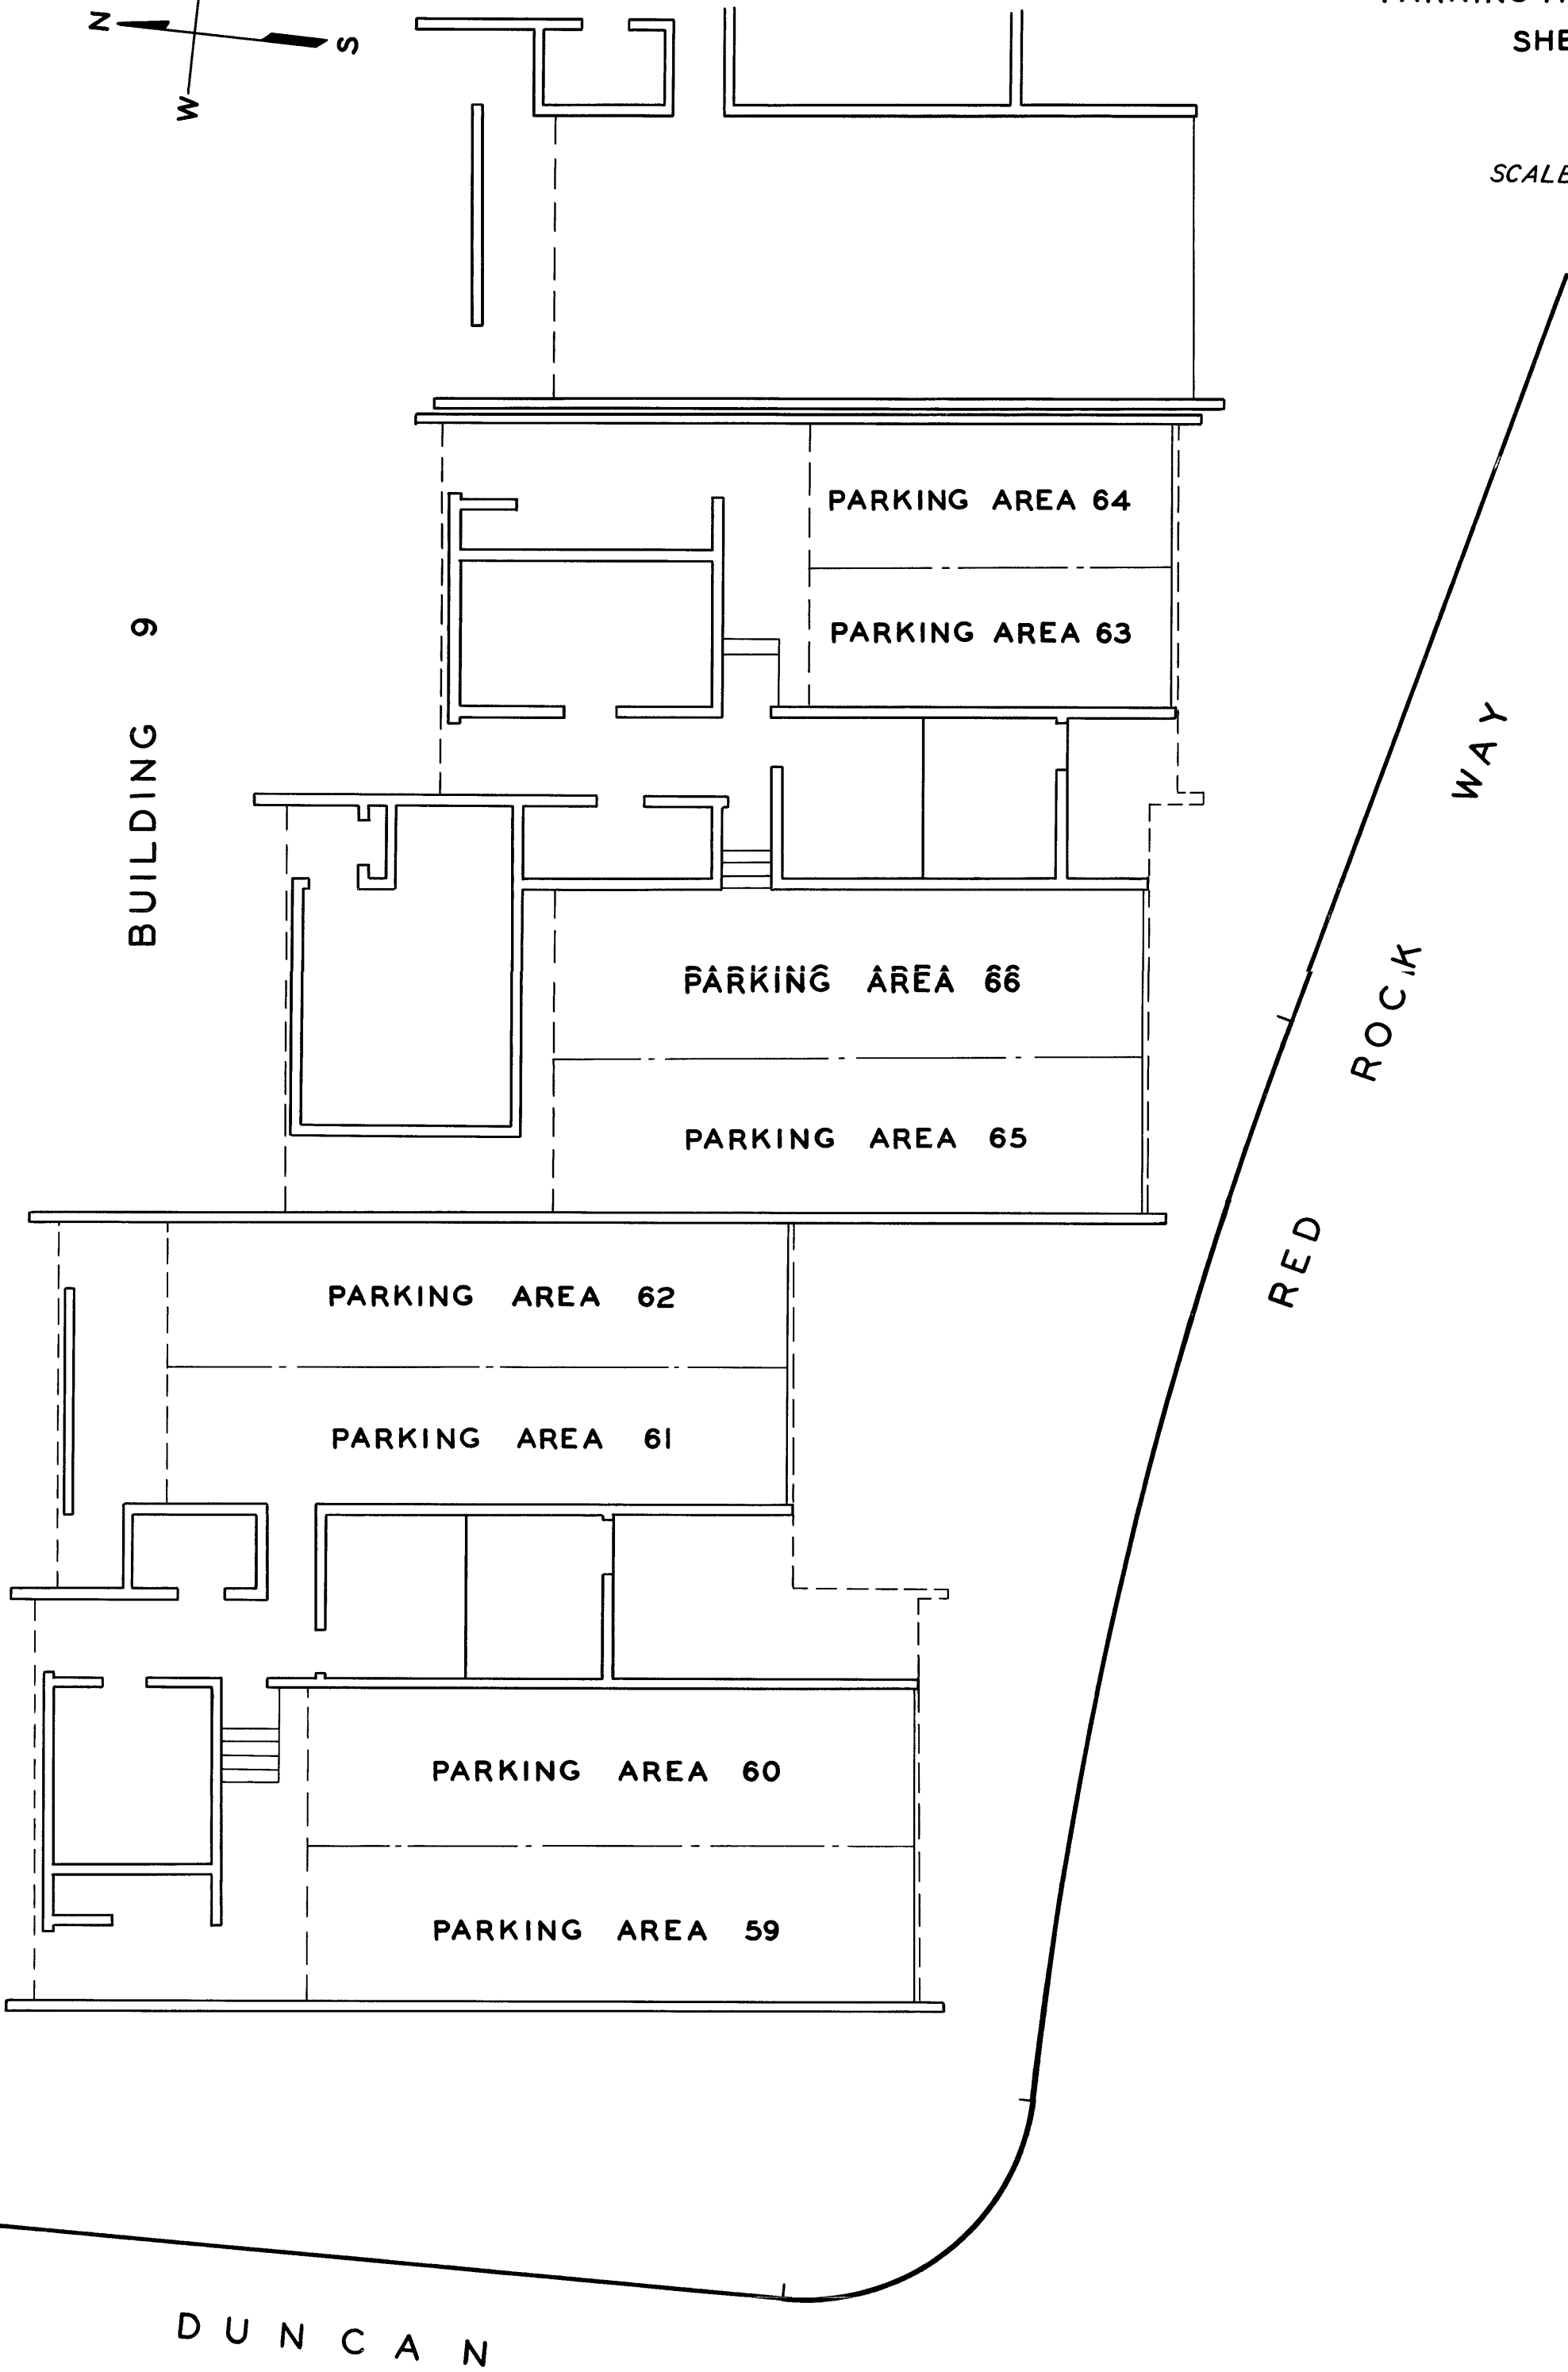 N
S
W
SHE
SCALE
PARKING AREA 64
PARKING AREA 63
BUILDING 9
PARKING AREA 66
PARKING AREA 65
RED ROCK WAY
PARKING AREA 62
PARKING AREA 61
PARKING AREA 60
PARKING AREA 59
DUNCAN